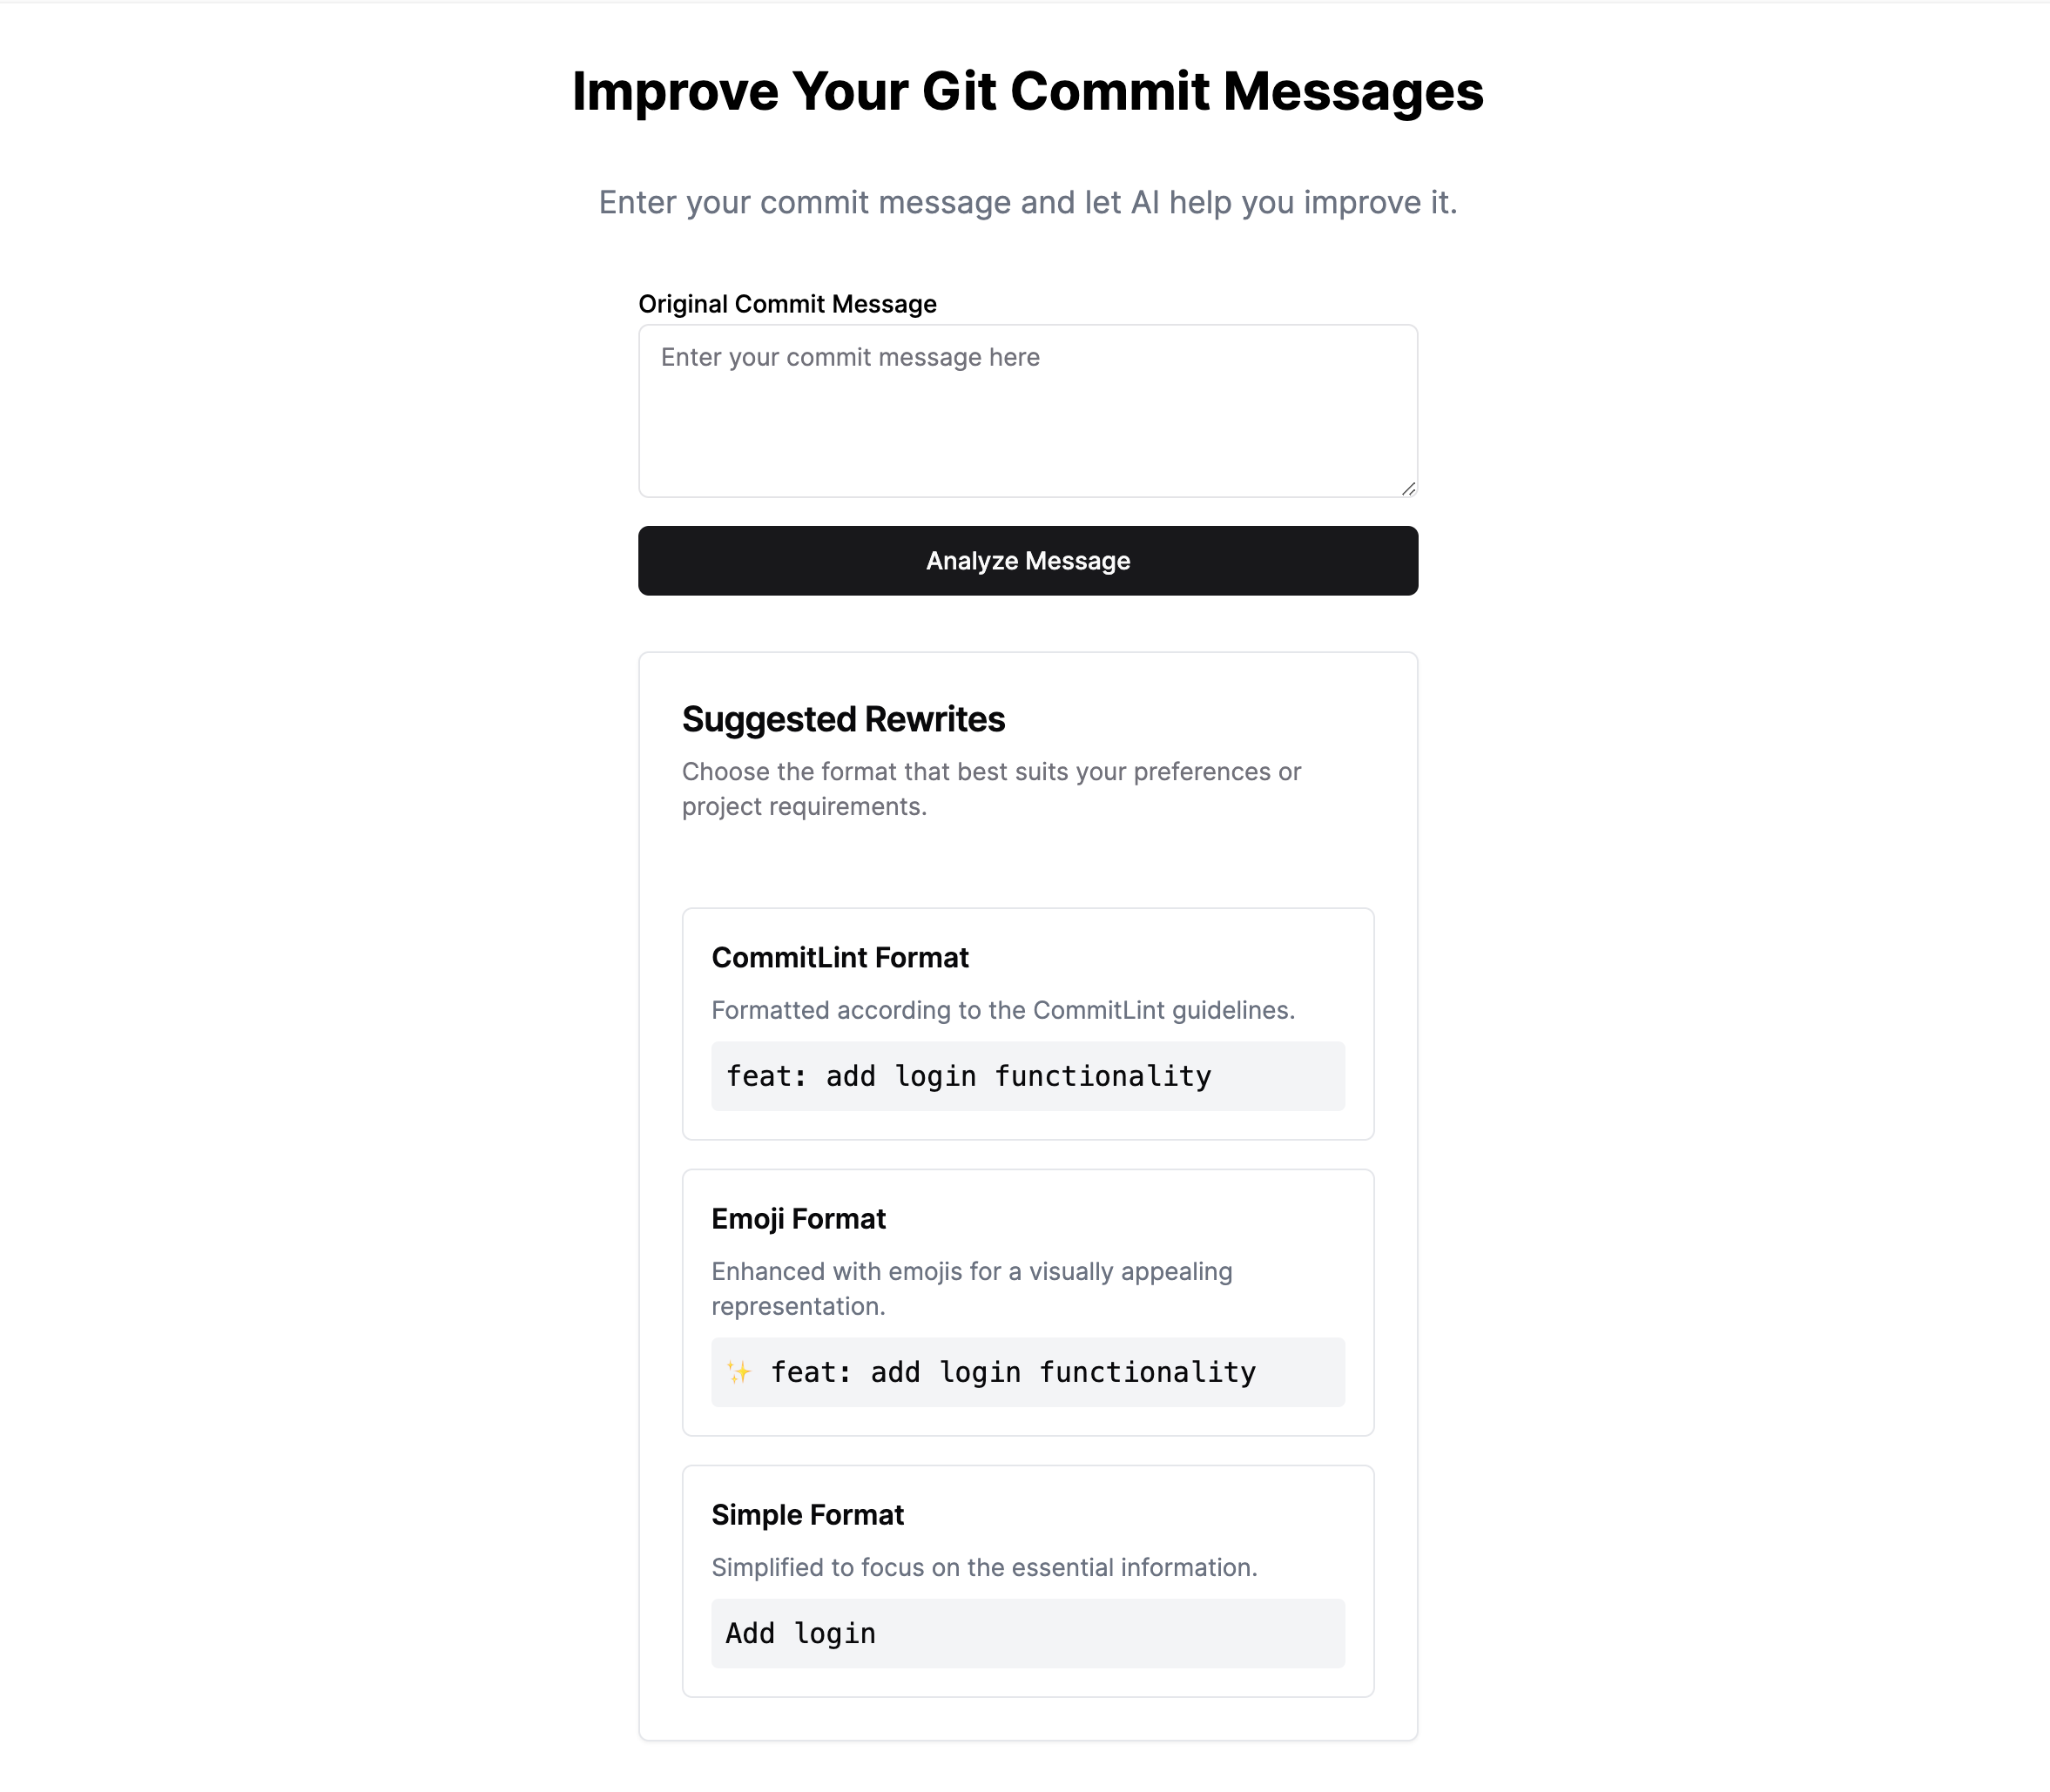 Improve Your Git Commit Messages
Enter your commit message and let AI help you improve it.
Original Commit Message
Enter your commit message here
Analyze Message
Suggested Rewrites
Choose the format that best suits your preferences or
project requirements.
CommitLint Format
Formatted according to the CommitLint guidelines.
feat: add login functionality
Emoji Format
Enhanced with emojis for a visually appealing
representation.
✨ feat: add login functionality
Simple Format
Simplified to focus on the essential information.
Add login